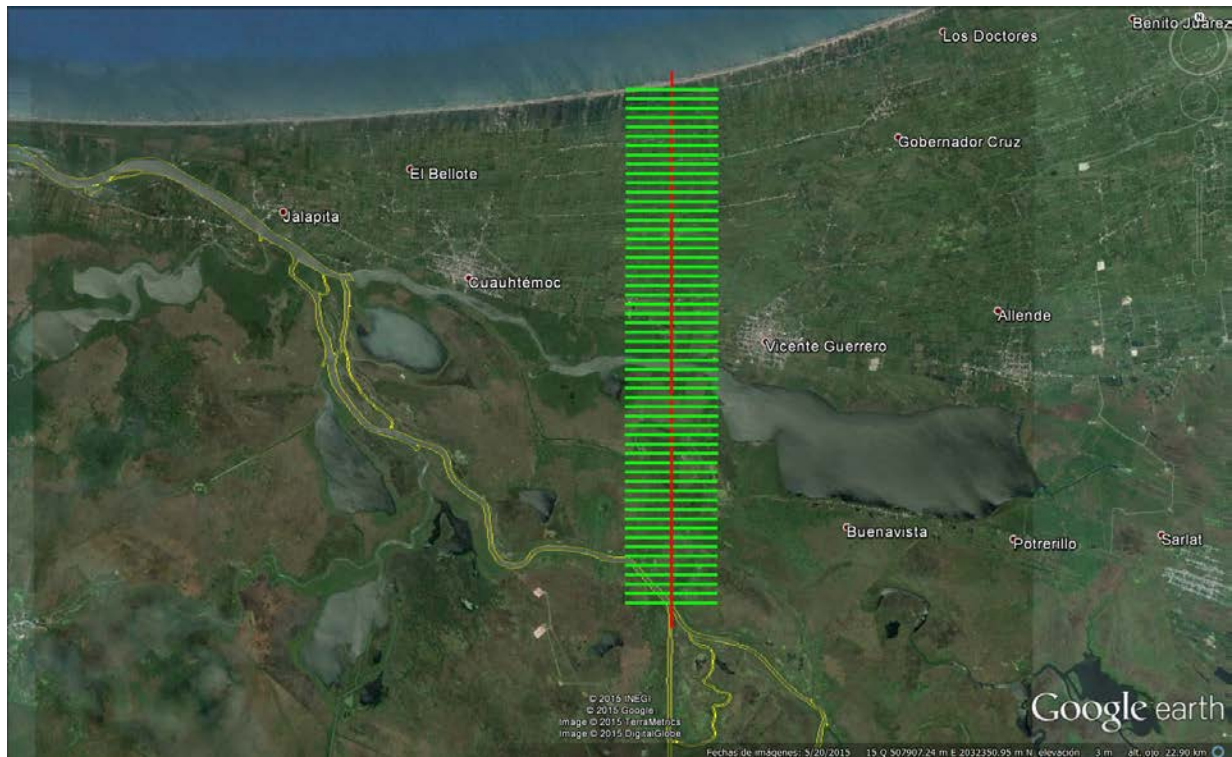 N
Benito Juárez
Los Doctores
Gobernador Cruz
El Bellote
Jalapita
Cuauhtémoc
Allende
Vicente Guerrero
Buenavista
Potrerillo
Sarlat
© 2015 INEGI
© 2015 Google
Image © 2015 TerraMetrics
Image © 2015 DigitalGlobe
Google earth
Fechas de imágenes: 5/20/2015 15 Q 507907.24 m E 2032350.95 m N elevación 3 m alt. ojo 22.90 km